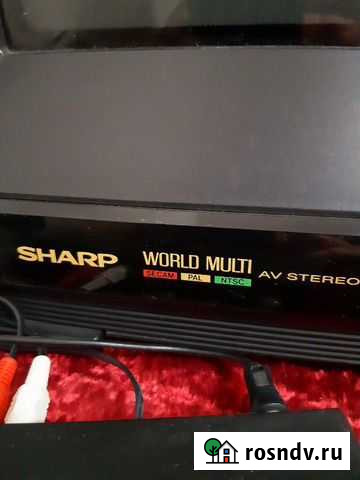 SHARP WORLD MULTI
SECAM PAL NTSC AV STEREO
rosndv.ru